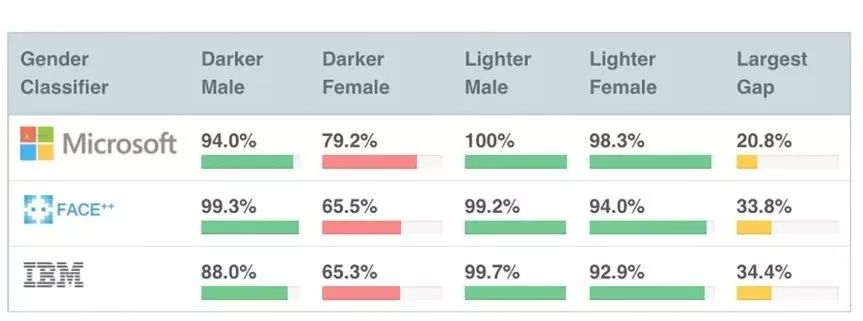 Gender Classifier Darker Male Darker Female Lighter Male Lighter Female Largest Gap
Microsoft 94.0% 79.2% 100% 98.3% 20.8%
FACE++ 99.3% 65.5% 99.2% 94.0% 33.8%
IBM 88.0% 65.3% 99.7% 92.9% 34.4%